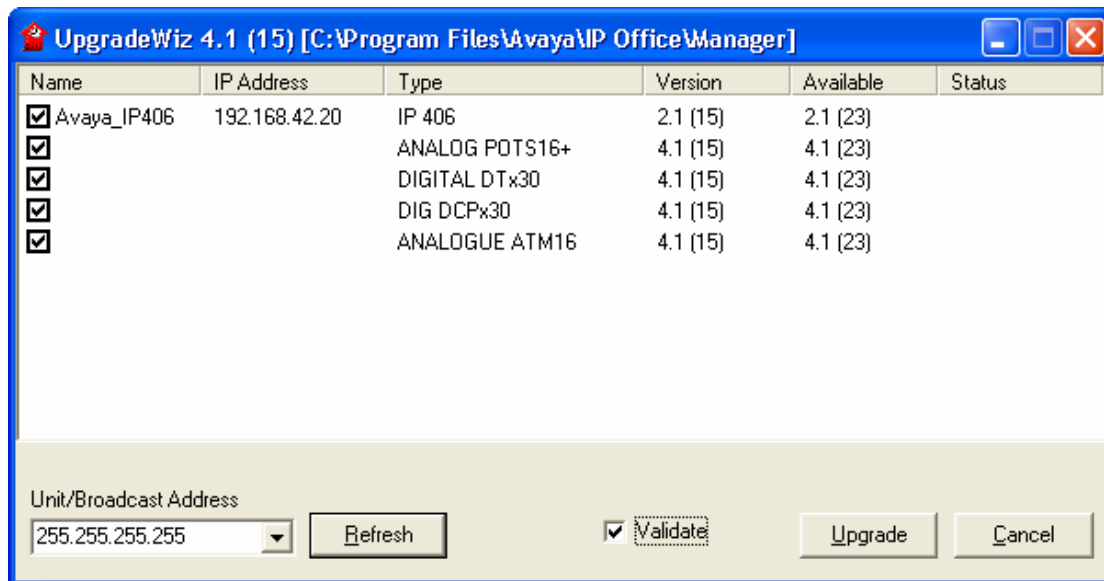 UpgradeWiz 4.1 (15) [C:\Program Files\Avaya\IP Office\Manager]
Name IP Address Type Version Available Status
Avaya_IP406 192.168.42.20 IP 406 2.1 (15) 2.1 (23)
ANALOG POTS16+ 4.1 (15) 4.1 (23)
DIGITAL DTx30 4.1 (15) 4.1 (23)
DIG DCPx30 4.1 (15) 4.1 (23)
ANALOGUE ATM16 4.1 (15) 4.1 (23)
Unit/Broadcast Address
255.255.255.255 Refresh Validate Upgrade Cancel